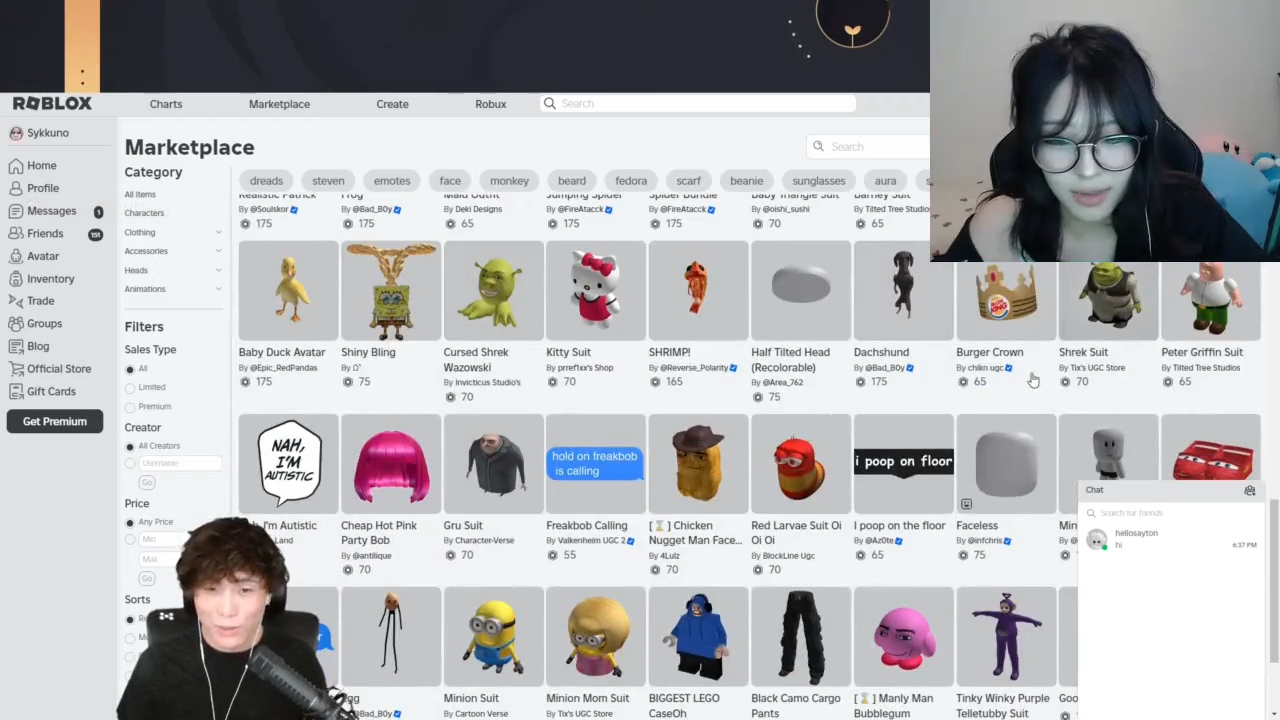 ROBLOX
Charts
Marketplace
Create
Robux
Search
Sykkuno
Home
Profile
Messages
1
Friends
151
Avatar
Inventory
Trade
Groups
Blog
Official Store
Gift Cards
Get Premium
Marketplace
Search
Category
All Items
Characters
Clothing
Accessories
Heads
Animations
Filters
Sales Type
All
Limited
Premium
Creator
All Creators
Username
Go
Price
Any Price
Min
Max
Go
Sorts
dreads
steven
emotes
face
monkey
beard
fedora
scarf
beanie
sunglasses
aura
By @Soulskor
175
By @Bad_B0y
175
By Deki Designs
65
By @FireAtacck
175
By @FireAtacck
175
By @oishi_sushi
70
By Tilted Tree Studios
65
Baby Duck Avatar
By @Epic_RedPandas
175
Shiny Bling
75
Cursed Shrek
Wazowski
By Invicticus Studio's
70
Kitty Suit
By prref1xx's Shop
70
SHRIMP!
By @Reverse_Polarity
165
Half Tilted Head
(Recolorable)
By @Area_762
75
Dachshund
By @Bad_B0y
175
BURGER KING
Burger Crown
By chikn ugc
65
Shrek Suit
By Tix's UGC Store
70
Peter Griffin Suit
By Tilted Tree Studios
65
NAH,
I'M
AUTISTIC
I'm Autistic
Land
Cheap Hot Pink
Party Bob
By @antilique
70
Gru Suit
By Character-Verse
70
hold on freakbob
is calling
Freakbob Calling
By Valkenheim UGC 2
55
[⏳] Chicken
Nugget Man Face...
By 4Lulz
70
Red Larvae Suit Oi
Oi Oi
By BlockLine Ugc
70
i poop on floor
I poop on the floor
By @Az0te
65
Faceless
By @infchris
75
Chat
Search for friends
hellosayton
hi
6:37 PM
@Bad_B0y
Minion Suit
By Cartoon Verse
Minion Mom Suit
By Tix's UGC Store
BIGGEST LEGO
CaseOh
Black Camo Cargo
Pants
[⏳] Manly Man
Bubblegum
Tinky Winky Purple
Teletubby Suit